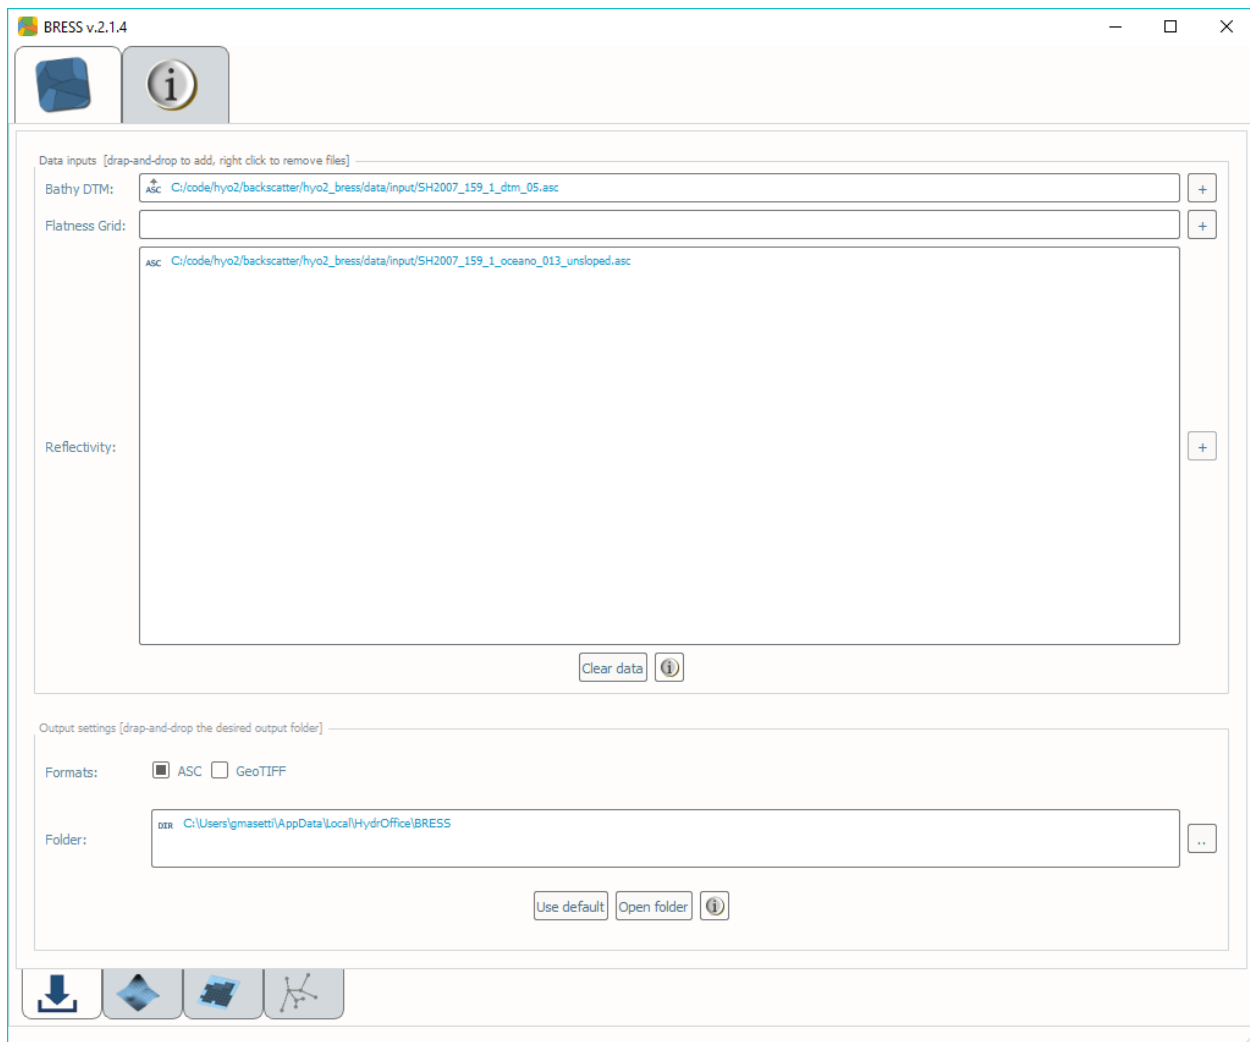 BRESS v.2.1.4
Data inputs [drap-and-drop to add, right click to remove files]
Bathy DTM: ASC C:/code/hyo2/backscatter/hyo2_bress/data/input/SH2007_159_1_dtm_05.asc +
Flatness Grid: +
ASC C:/code/hyo2/backscatter/hyo2_bress/data/input/SH2007_159_1_oceano_013_unsloped.asc
Reflectivity: +
Clear data i
Output settings [drap-and-drop the desired output folder]
Formats: ASC GeoTIFF
DIR C:\Users\gmasetti\AppData\Local\HydrOffice\BRESS
Folder: ..
Use default Open folder i